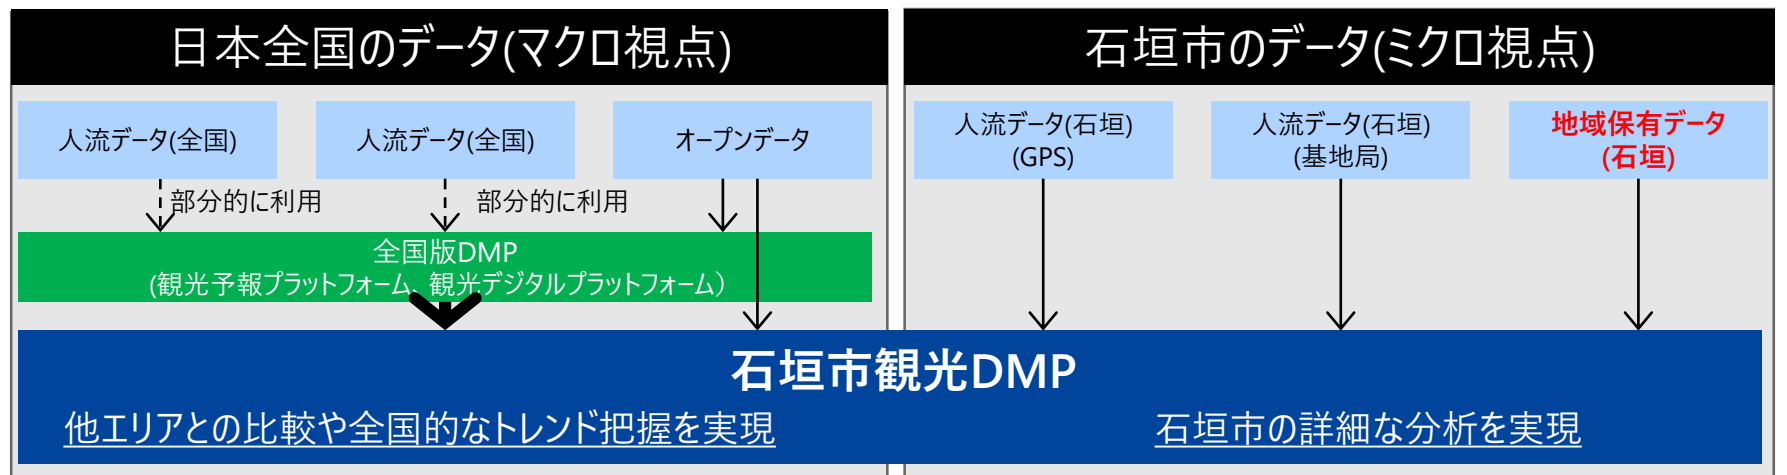 日本全国のデータ(マクロ視点)
人流データ(全国)
人流データ(全国)
オープンデータ
部分的に利用
部分的に利用
全国版DMP
(観光予報プラットフォーム、観光デジタルプラットフォーム）
石垣市のデータ(ミクロ視点)
人流データ(石垣)
(GPS)
人流データ(石垣)
(基地局)
地域保有データ
(石垣)
石垣市観光DMP
他エリアとの比較や全国的なトレンド把握を実現
石垣市の詳細な分析を実現